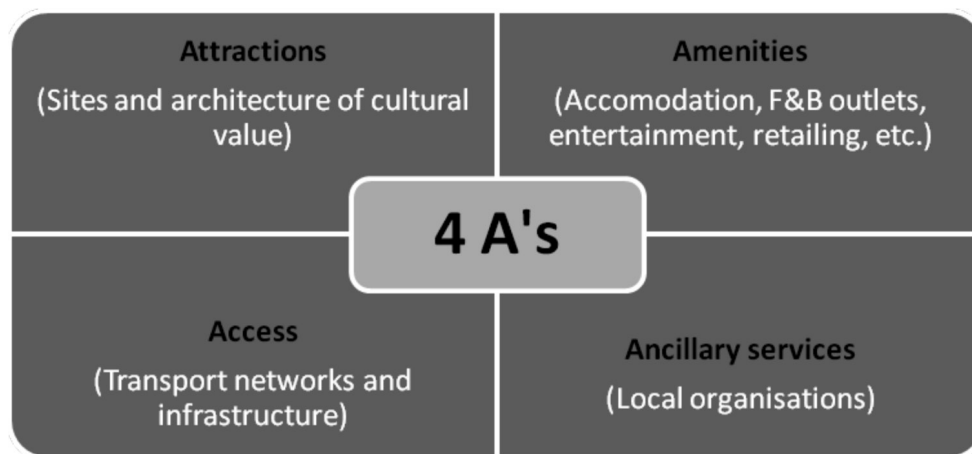 Attractions
(Sites and architecture of cultural
value)
Amenities
(Accomodation, F&B outlets,
entertainment, retailing, etc.)
4 A's
Access
(Transport networks and
infrastructure)
Ancillary services
(Local organisations)